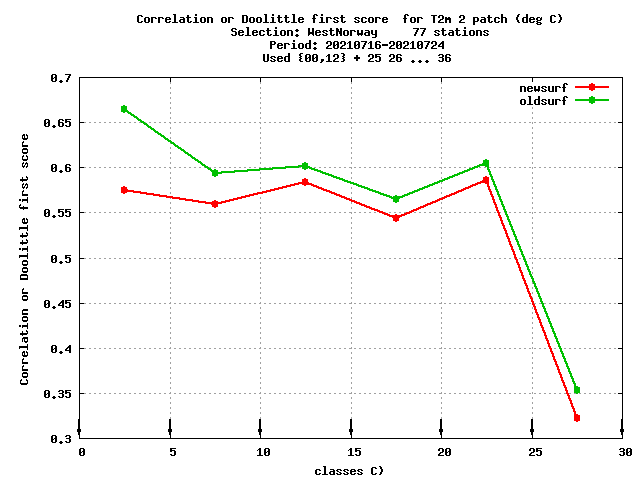 Correlation or Doolittle first score  for T2m 2 patch (deg C)
Selection: WestNorway     77 stations
Period: 20210716-20210724
Used {00,12} + 25 26 ... 36
newsurf
oldsurf
0.7
0.65
0.6
0.55
0.5
0.45
0.4
0.35
0.3
Correlation or Doolittle first score
0 5 10 15 20 25 30
classes C)